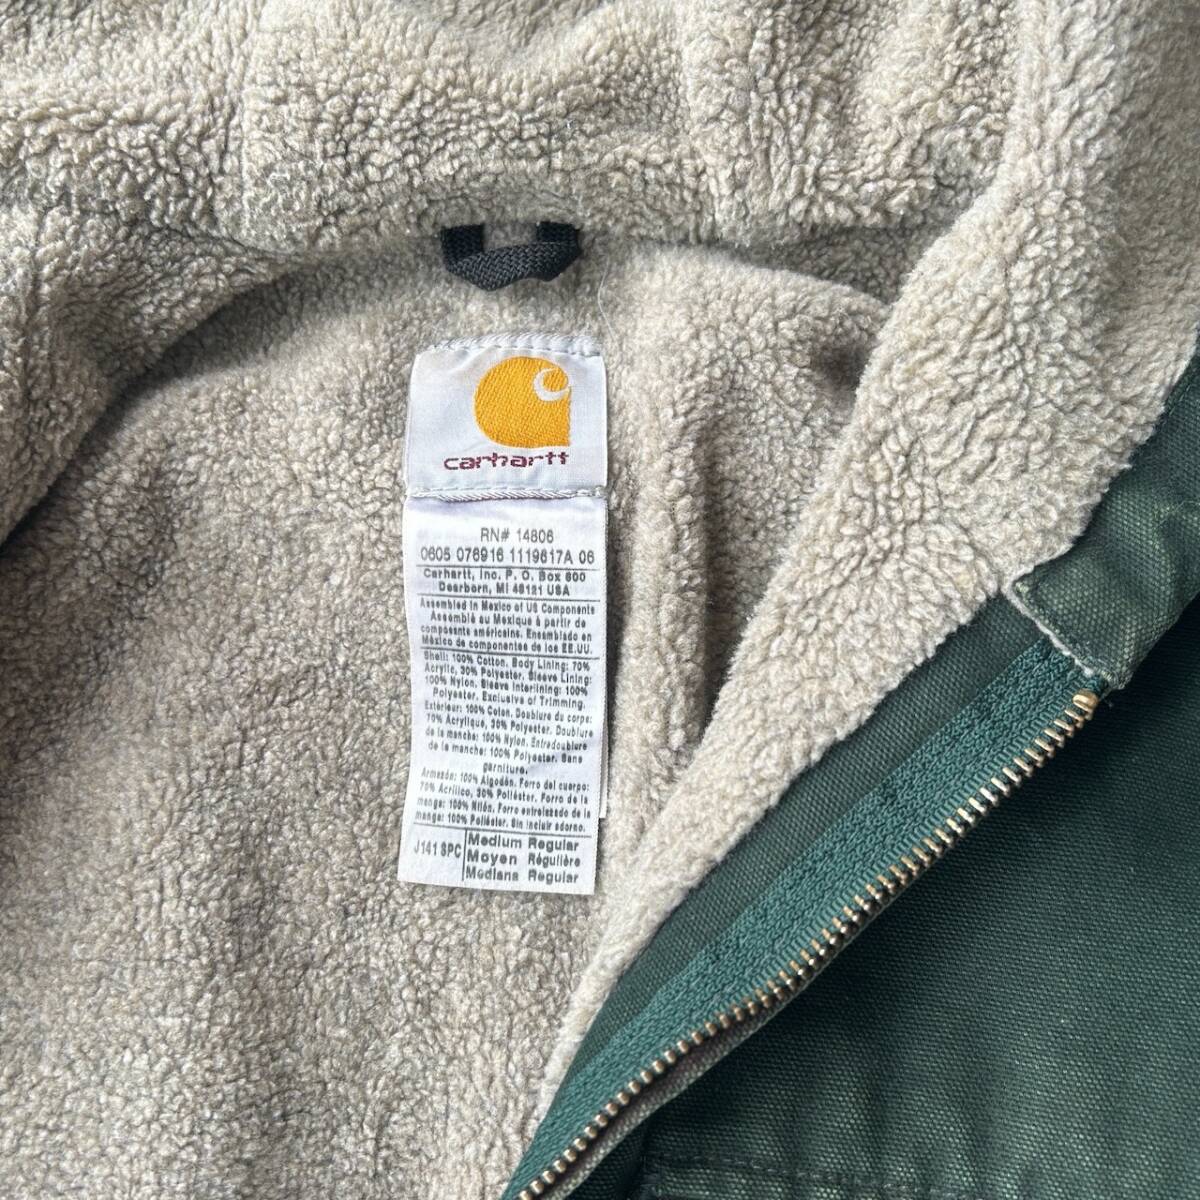 carhartt
RN# 14806
0605 076916 1119617A 06
Carhartt, Inc. P. O. Box 600
Dearborn, MI 48121 USA
Assembled in Mexico of US Components
Assemblé au Mexique à partir de
composants américains. Ensamblado en
México de componentes de los EE.UU.
Shell: 100% Cotton. Body Lining: 70%
Acrylic, 30% Polyester. Sleeve Lining:
100% Nylon. Sleeve Interlining: 100%
Polyester. Exclusive of Trimming.
Extérieur: 100% Coton. Doublure du corps:
70% Acrylique, 30% Polyester. Doublure
de la manche: 100% Nylon. Entredoublure
de la manche: 100% Polyester. Sans
garniture.
Armazón: 100% Algodón. Forro del cuerpo:
70% Acrílico, 30% Poliéster. Forro de la
manga: 100% Nilón. Forro entrelazado de la
manga: 100% Poliéster. Sin incluir adorno.
J141 SPC
Medium Regular
Moyen Régulière
Mediana Regular